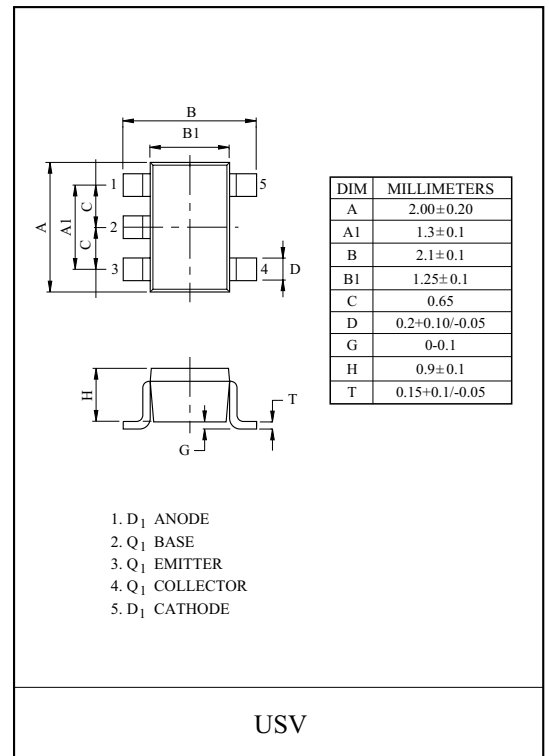 B
B1
1
5
A
A1
C
C
2
3
4
D
DIM MILLIMETERS
A 2.00±0.20
A1 1.3±0.1
B 2.1±0.1
B1 1.25±0.1
C 0.65
D 0.2+0.10/-0.05
G 0-0.1
H 0.9±0.1
T 0.15+0.1/-0.05
H
T
G
1. D1 ANODE
2. Q1 BASE
3. Q1 EMITTER
4. Q1 COLLECTOR
5. D1 CATHODE
USV